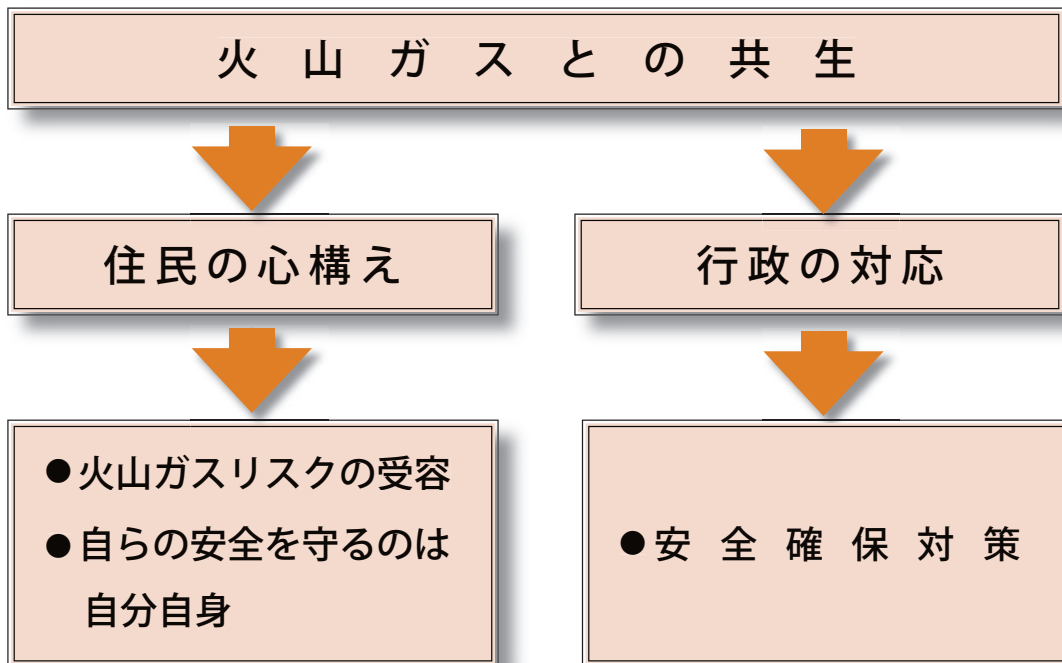 火山ガスとの共生
住民の心構え
行政の対応
●火山ガスリスクの受容
●自らの安全を守るのは
自分自身
●安全確保対策